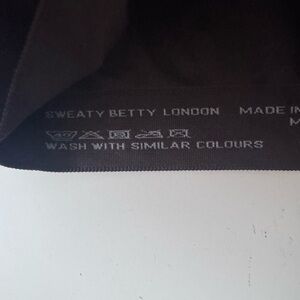 SWEATY BETTY LONDON MADE IN
WASH WITH SIMILAR COLOURS